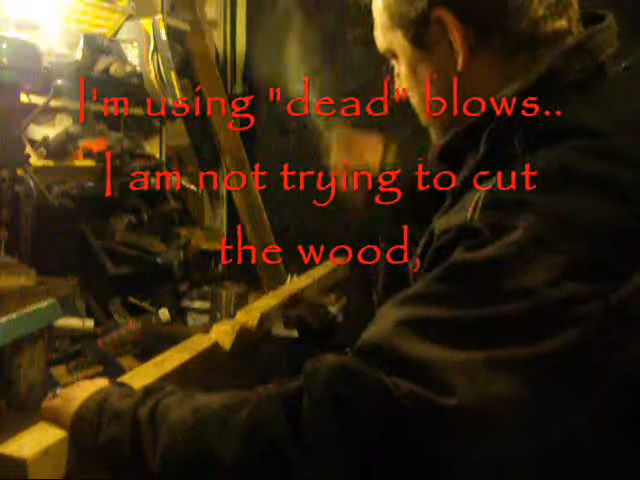 I'm using "dead" blows..
I am not trying to cut
the wood,